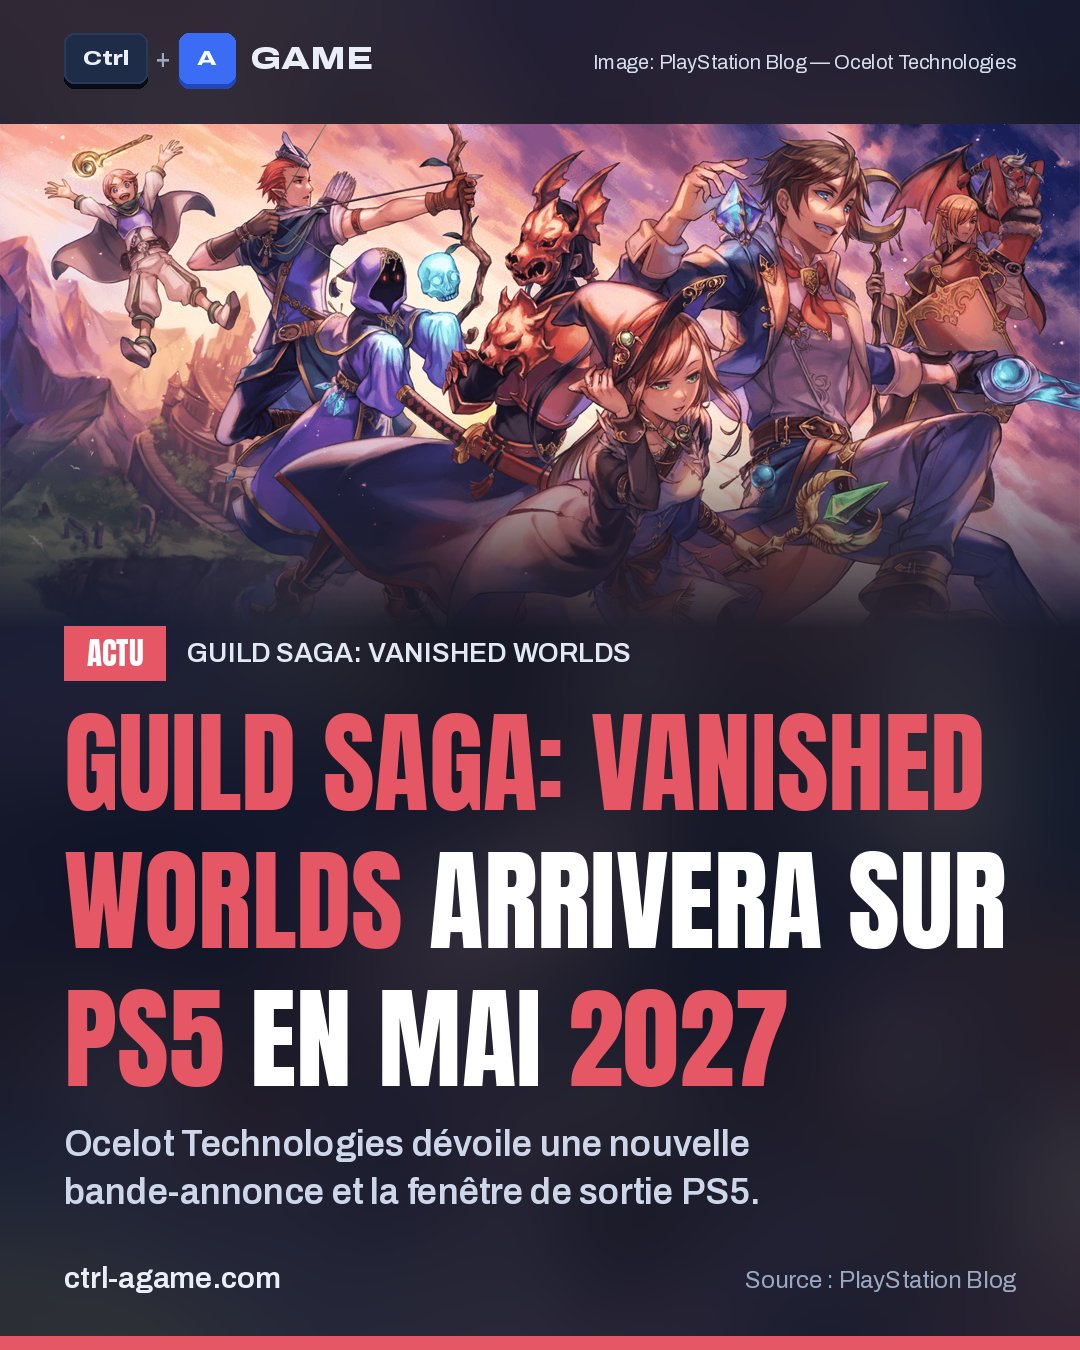 Ctrl + A GAME
Image: PlayStation Blog — Ocelot Technologies
ACTU GUILD SAGA: VANISHED WORLDS
GUILD SAGA: VANISHED
WORLDS ARRIVERA SUR
PS5 EN MAI 2027
Ocelot Technologies dévoile une nouvelle
bande-annonce et la fenêtre de sortie PS5.
ctrl-agame.com
Source : PlayStation Blog